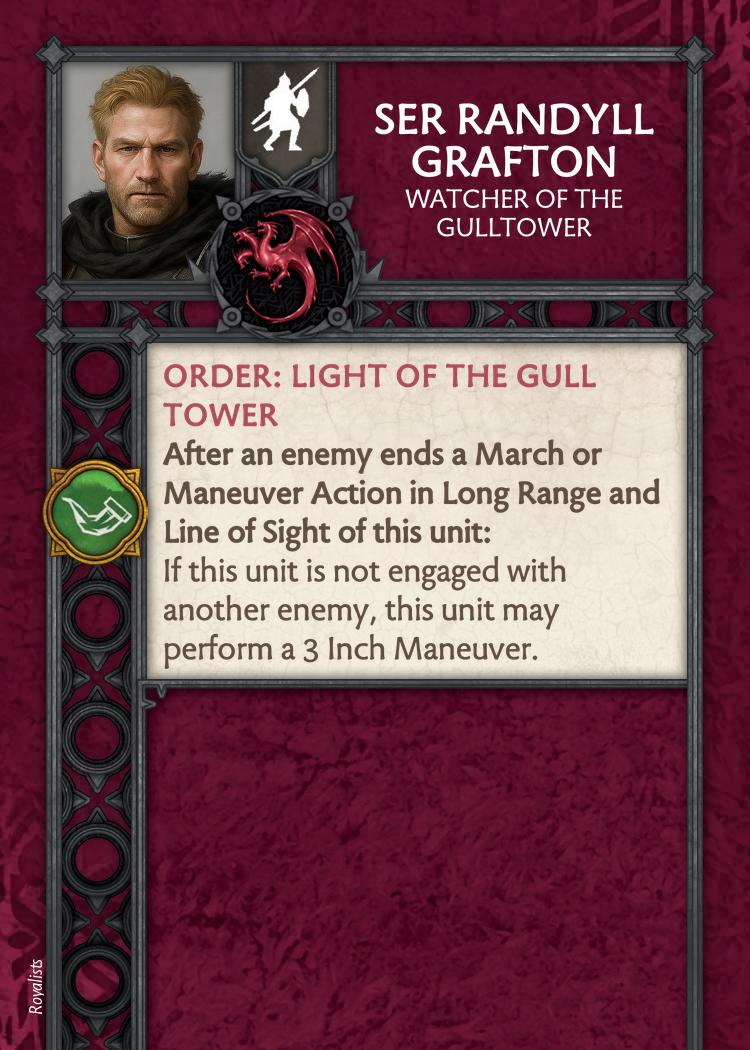 SER RANDYLL
GRAFTON
WATCHER OF THE
GULLTOWER
ORDER: LIGHT OF THE GULL
TOWER
After an enemy ends a March or
Maneuver Action in Long Range and
Line of Sight of this unit:
If this unit is not engaged with
another enemy, this unit may
perform a 3 Inch Maneuver.
Royalists